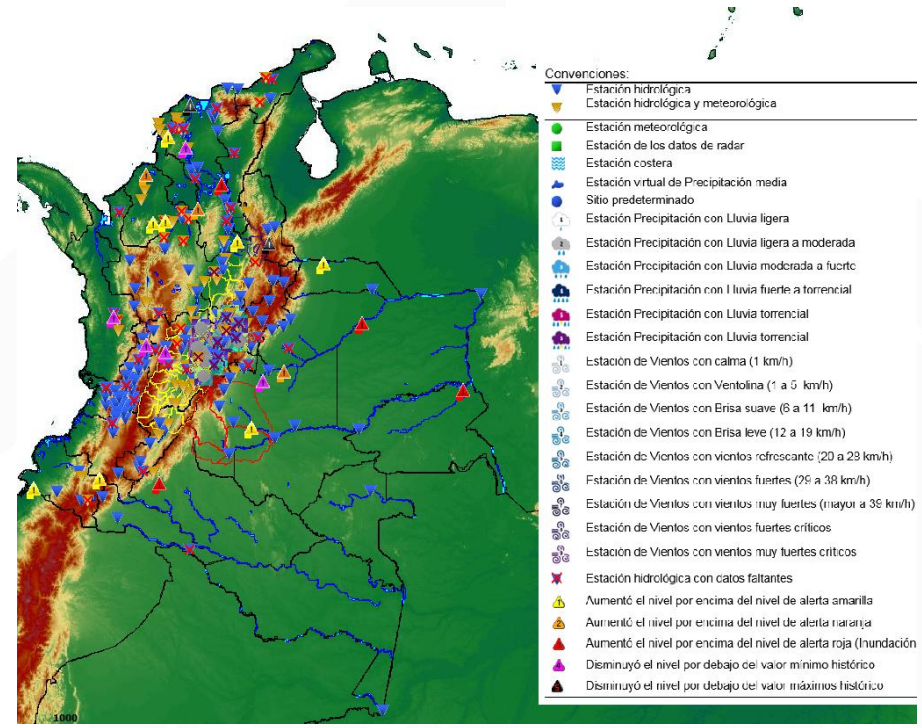 Convenciones:
Estación hidrológica
Estación hidrológica y meteorológica
Estación meteorológica
Estación de los datos de radar
Estación costera
Estación virtual de Precipitación media
Sitio predeterminado
Estación Precipitación con Lluvia ligera
Estación Precipitación con Lluvia ligera a moderada
Estación Precipitación con Lluvia moderada a fuerte
Estación Precipitación con Lluvia fuerte a torrencial
Estación Precipitación con Lluvia torrencial
Estación Precipitación con Lluvia torrencial
Estación de Vientos con calma (1 km/h)
Estación de Vientos con Ventolina (1 a 5 km/h)
Estación de Vientos con Brisa suave (6 a 11 km/h)
Estación de Vientos con Brisa leve (12 a 19 km/h)
Estación de Vientos con vientos refrescante (20 a 28 km/h)
Estación de Vientos con vientos fuertes (29 a 38 km/h)
Estación de Vientos con vientos muy fuertes (mayor a 39 km/h)
Estación de Vientos con vientos fuertes críticos
Estación de Vientos con vientos muy fuertes críticos
Estación hidrológica con datos faltantes
Aumentó el nivel por encima del nivel de alerta amarilla
Aumentó el nivel por encima del nivel de alerta naranja
Aumentó el nivel por encima del nivel de alerta roja (Inundación
Disminuyó el nivel por debajo del valor mínimo histórico
Disminuyó el nivel por debajo del valor máximos histórico
1000